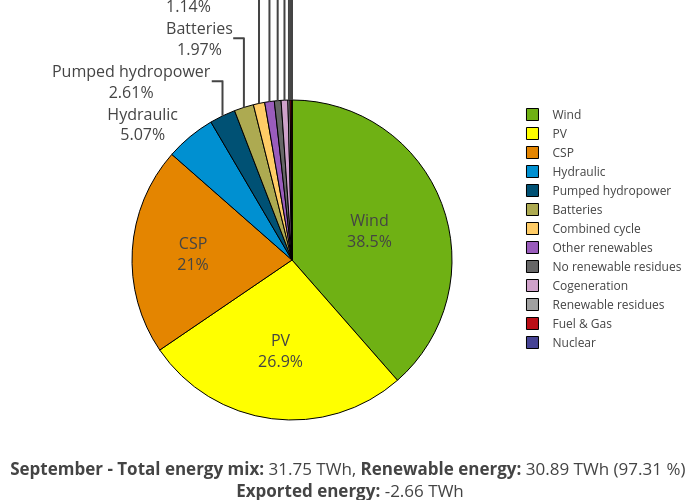 1.14%
Batteries
1.97%
Pumped hydropower
2.61%
Hydraulic
5.07%
Wind
38.5%
CSP
21%
PV
26.9%
Wind
PV
CSP
Hydraulic
Pumped hydropower
Batteries
Combined cycle
Other renewables
No renewable residues
Cogeneration
Renewable residues
Fuel & Gas
Nuclear
September - Total energy mix: 31.75 TWh, Renewable energy: 30.89 TWh (97.31 %)
Exported energy: -2.66 TWh